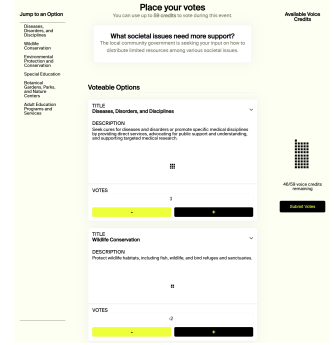 Place your votes
You can use up to 59 credits to vote during this event
Jump to an Option
Diseases,
Disorders, and
Disciplines
Wildlife
Conservation
Environmental
Protection and
Conservation
Special Education
Botanical
Gardens, Parks,
and Nature
Centers
Adult Education
Programs and
Services
What societal issues need more support?
The local community government is seeking your input on how to
distribute limited resources among various societal issues.
Voteable Options
TITLE
Diseases, Disorders, and Disciplines
DESCRIPTION
Seek cures for diseases and disorders or promote specific medical disciplines
by providing direct services, advocating for public support and understanding,
and supporting targeted medical research.
VOTES
3
-
+
TITLE
Wildlife Conservation
DESCRIPTION
Protect wildlife habitats, including fish, wildlife, and bird refuges and sanctuaries.
VOTES
-2
-
+
Available Voice
Credits
46/59 voice credits
remaining
Submit Votes